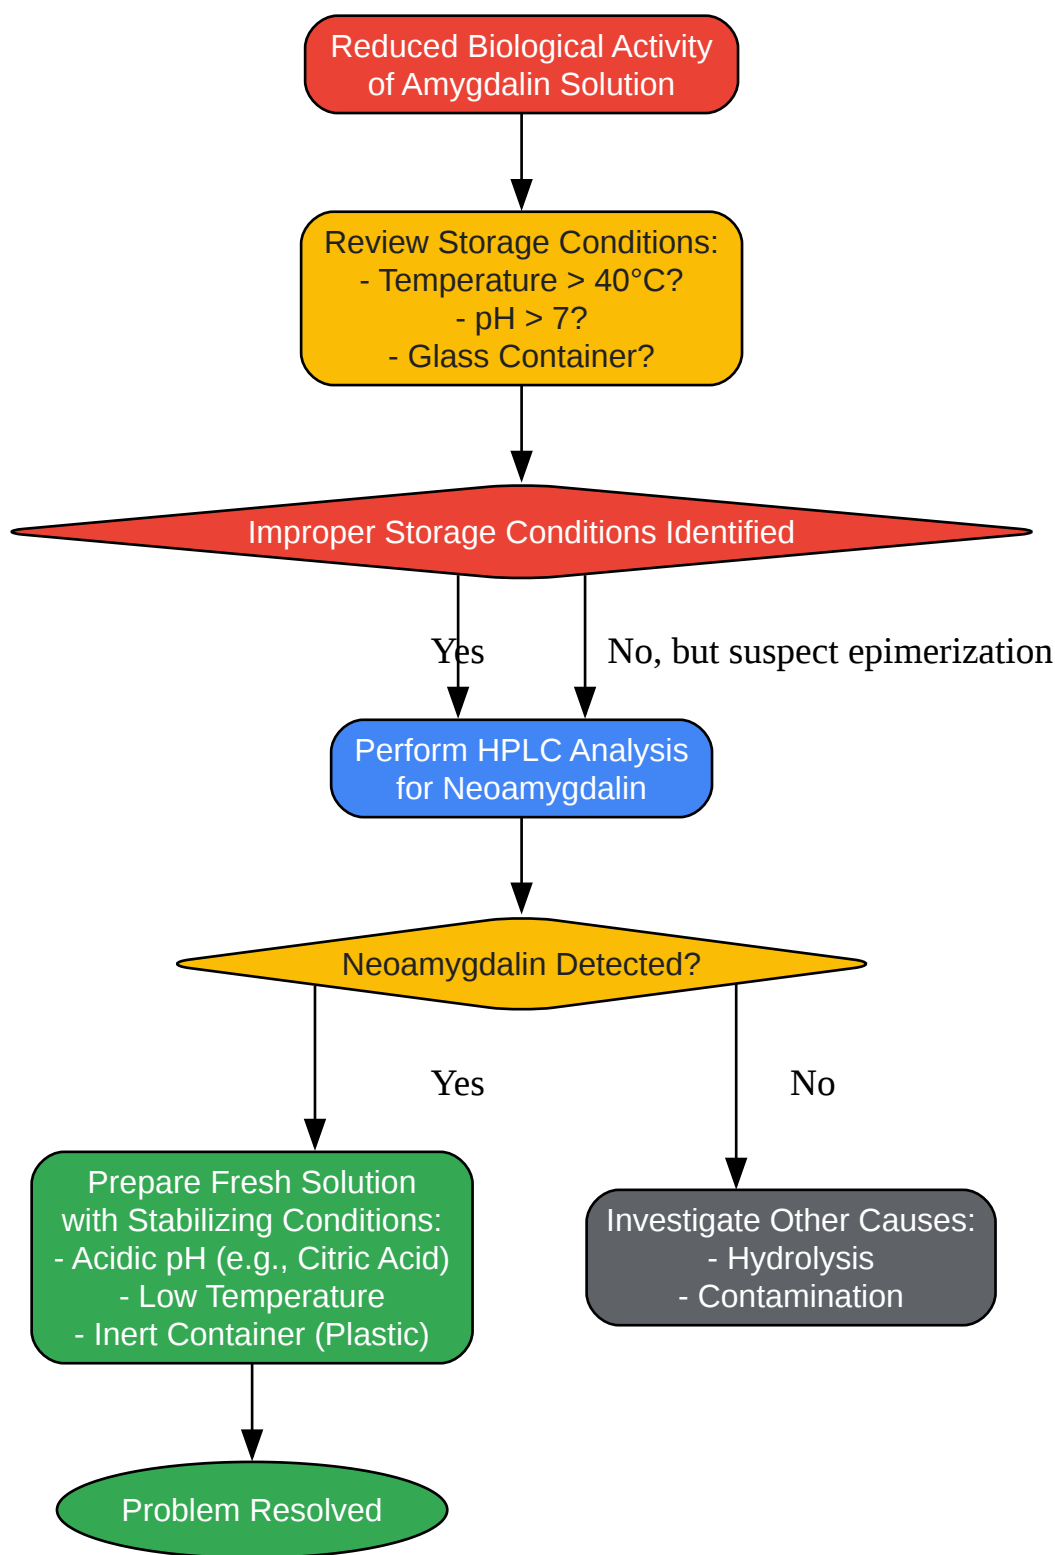 Reduced Biological Activity
of Amygdalin Solution
Review Storage Conditions:
- Temperature > 40°C?
- pH > 7?
- Glass Container?
Improper Storage Conditions Identified
Yes
No, but suspect epimerization
Perform HPLC Analysis
for Neoamygdalin
Neoamygdalin Detected?
Yes
No
Prepare Fresh Solution
with Stabilizing Conditions:
- Acidic pH (e.g., Citric Acid)
- Low Temperature
- Inert Container (Plastic)
Investigate Other Causes:
- Hydrolysis
- Contamination
Problem Resolved